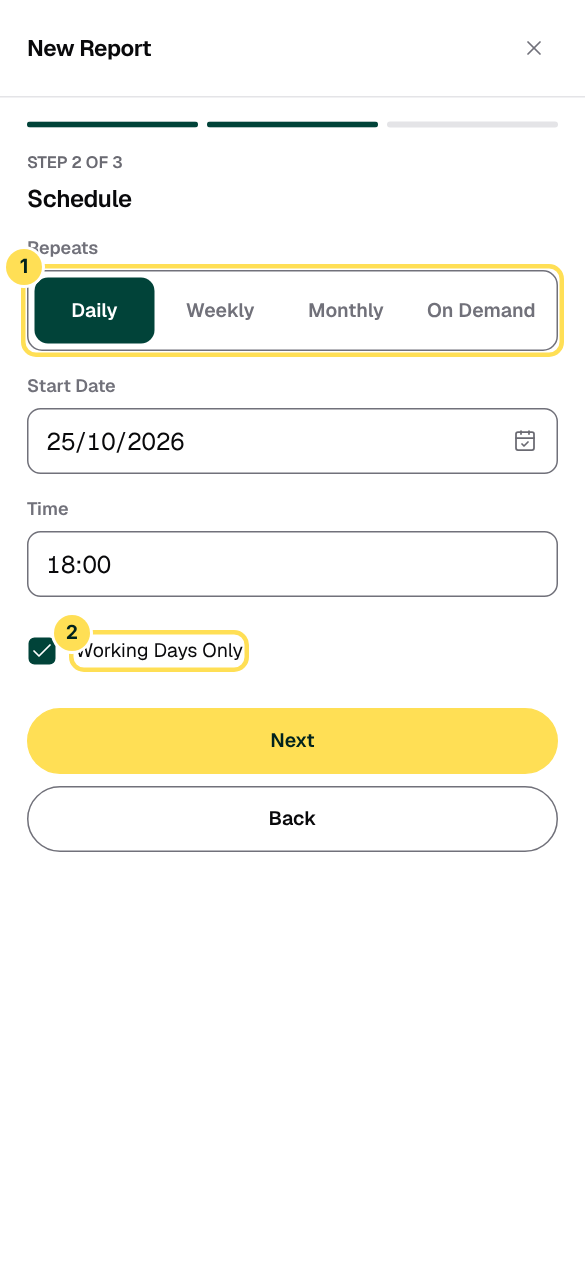 New Report
STEP 2 OF 3
Schedule
Repeats
1
Daily Weekly Monthly On Demand
Start Date
25/10/2026
Time
18:00
2
Working Days Only
Next
Back